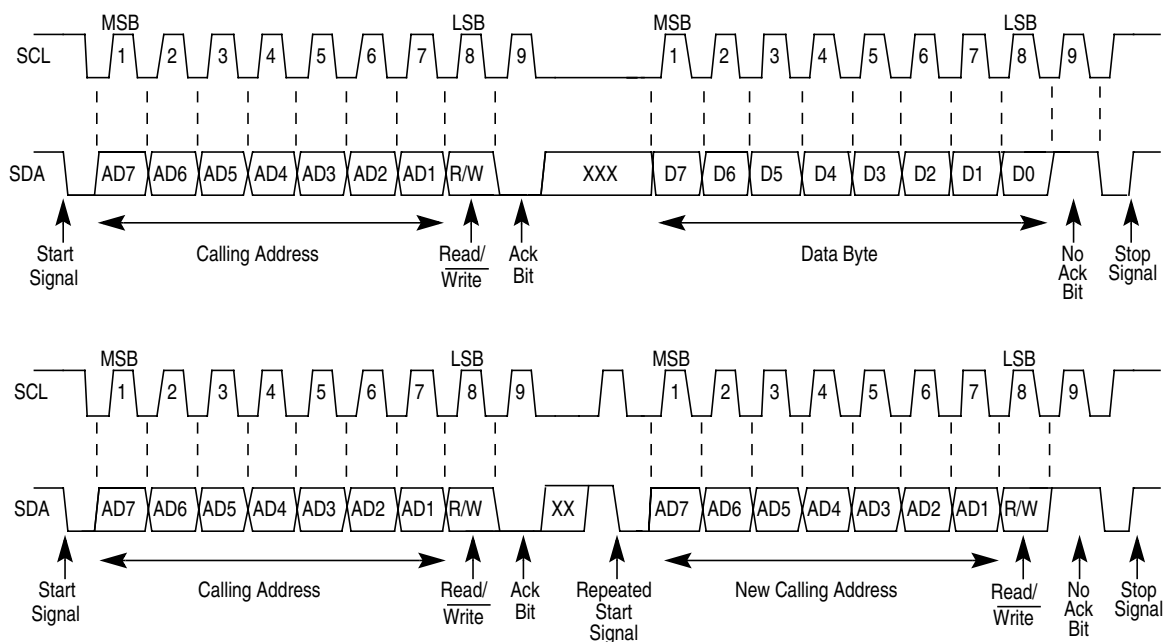 MSB LSB MSB LSB
SCL 1 2 3 4 5 6 7 8 9 1 2 3 4 5 6 7 8 9
SDA AD7 AD6 AD5 AD4 AD3 AD2 AD1 R/W XXX D7 D6 D5 D4 D3 D2 D1 D0
Start Signal
Calling Address
Read/
Write
Ack
Bit
Data Byte
No
Ack
Bit
Stop
Signal
MSB LSB MSB LSB
SCL 1 2 3 4 5 6 7 8 9 1 2 3 4 5 6 7 8 9
SDA AD7 AD6 AD5 AD4 AD3 AD2 AD1 R/W XX AD7 AD6 AD5 AD4 AD3 AD2 AD1 R/W
Start
Signal
Calling Address
Read/
Write
Ack
Bit
Repeated
Start
Signal
New Calling Address
Read/
Write
No
Ack
Bit
Stop
Signal